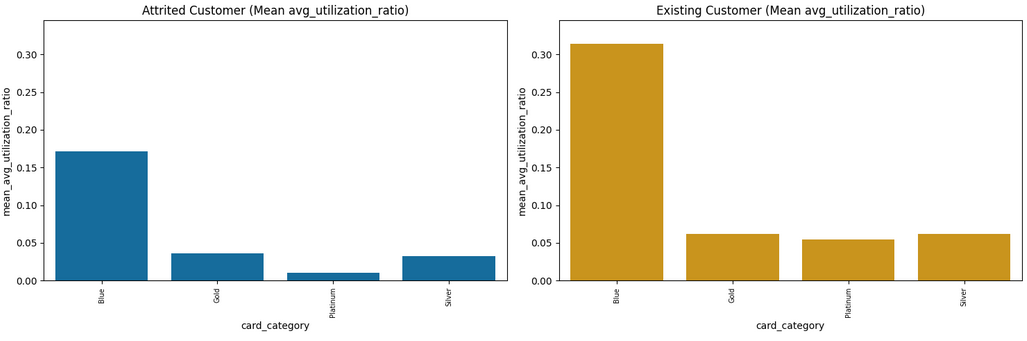 Attrited Customer (Mean avg_utilization_ratio)
mean_avg_utilization_ratio
0.30
0.25
0.20
0.15
0.10
0.05
0.00
Blue
Gold
Platinum
Silver
card_category
Existing Customer (Mean avg_utilization_ratio)
mean_avg_utilization_ratio
0.30
0.25
0.20
0.15
0.10
0.05
0.00
Blue
Gold
Platinum
Silver
card_category